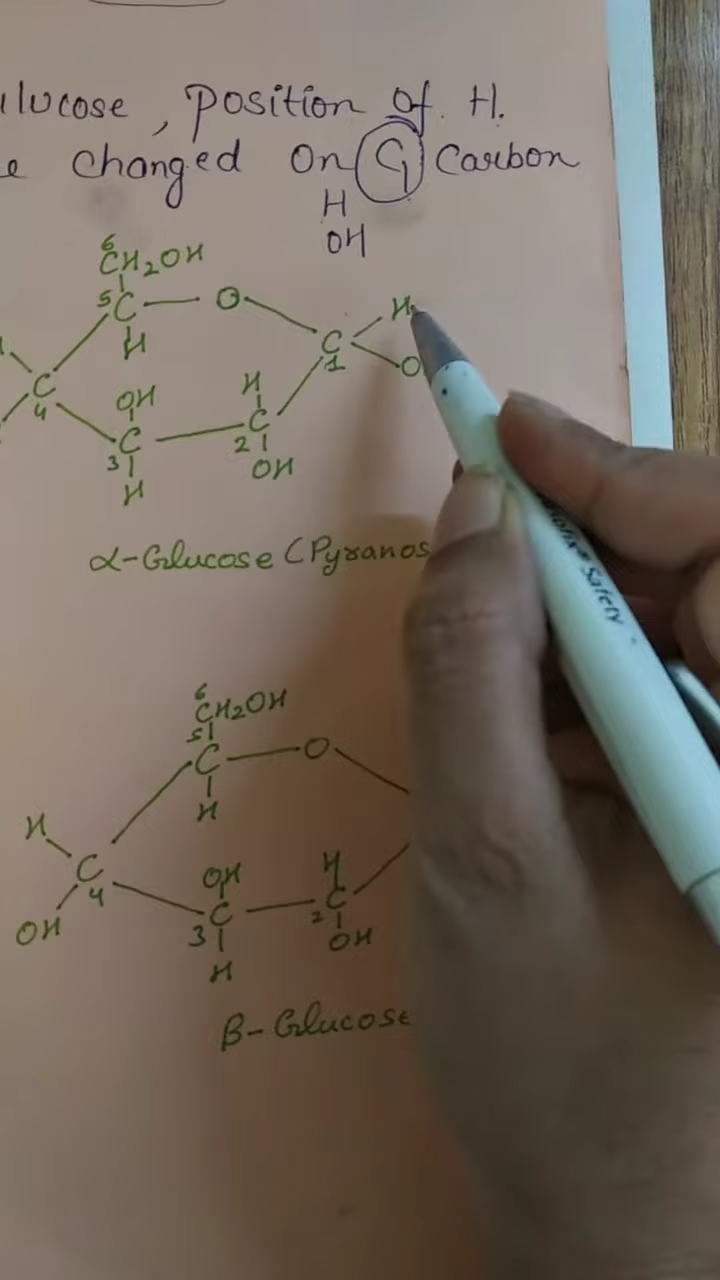 , Position of H.
changed On C1 Carbon
H
OH
6
CH2OH
5 C O H
H C
1 O
C
4 OH H
C C
3 2
H OH
α-Glucose (Pyranos
Safety
6
CH2OH
5
C O
H
H
C OH H
4 C C
OH 3 2 OH
H
β-Glucose